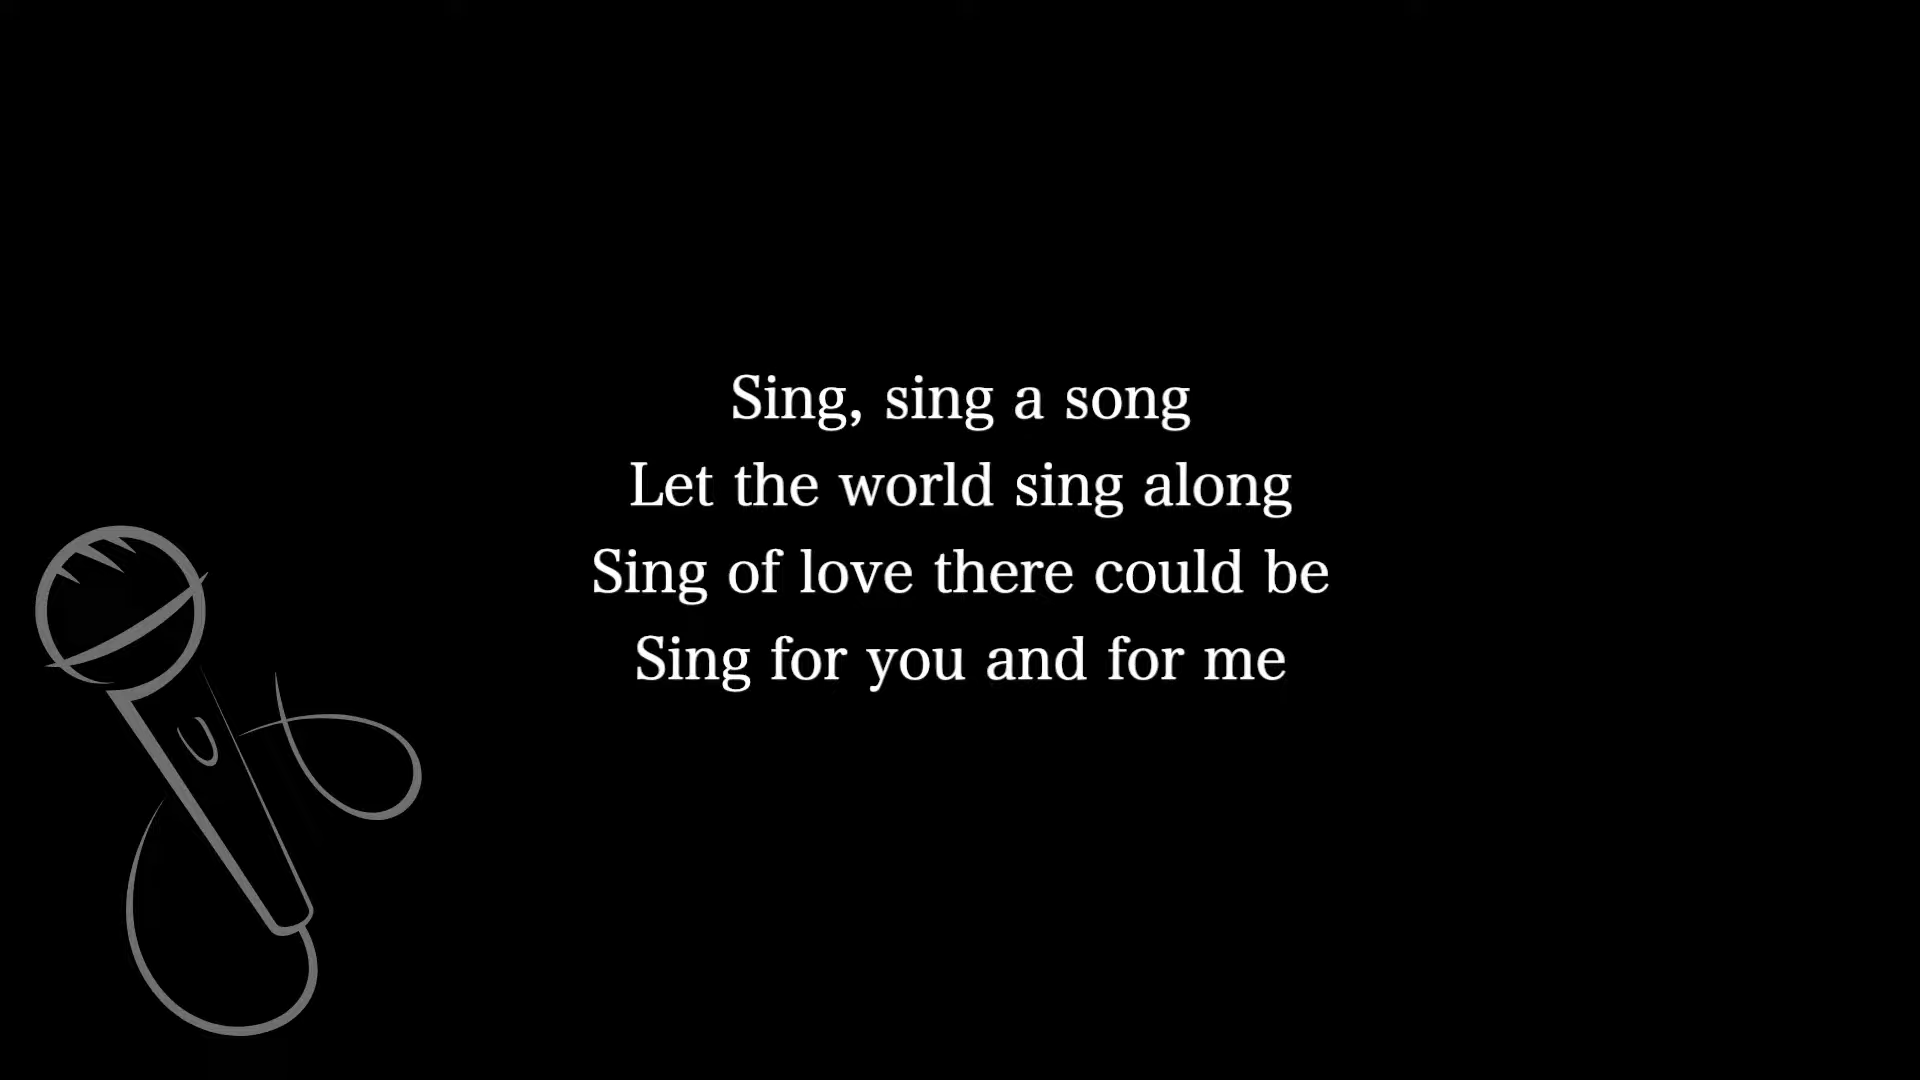 Sing, sing a song
Let the world sing along
Sing of love there could be
Sing for you and for me